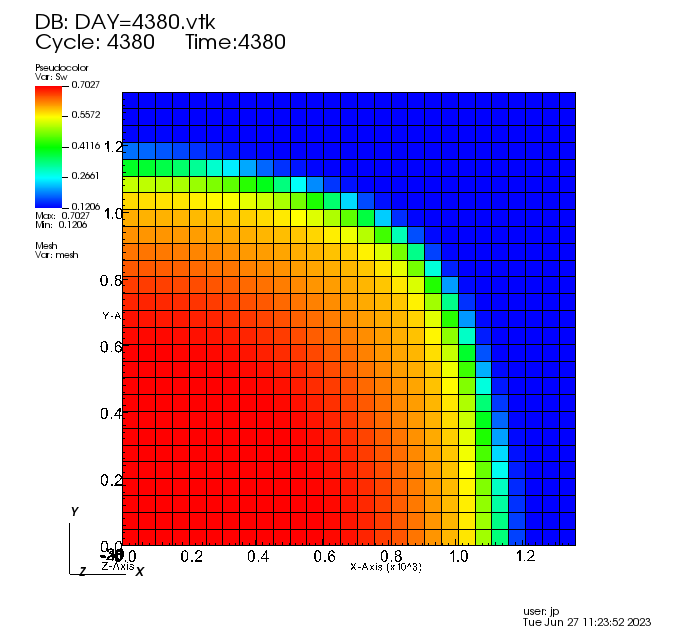 DB: DAY=4380.vtk
Cycle: 4380 Time:4380
Pseudocolor
Var: Sw
0.7027
0.5572
0.4116
0.2661
0.1206
Max: 0.7027
Min: 0.1206
Mesh
Var: mesh
1.2
1.0
0.8
Y-A
0.6
0.4
0.2
0.0
0.0 0.2 0.4 0.6 0.8 1.0 1.2
Z-Axis
X-Axis (x10^3)
Y
Z X
user: jp
Tue Jun 27 11:23:52 2023